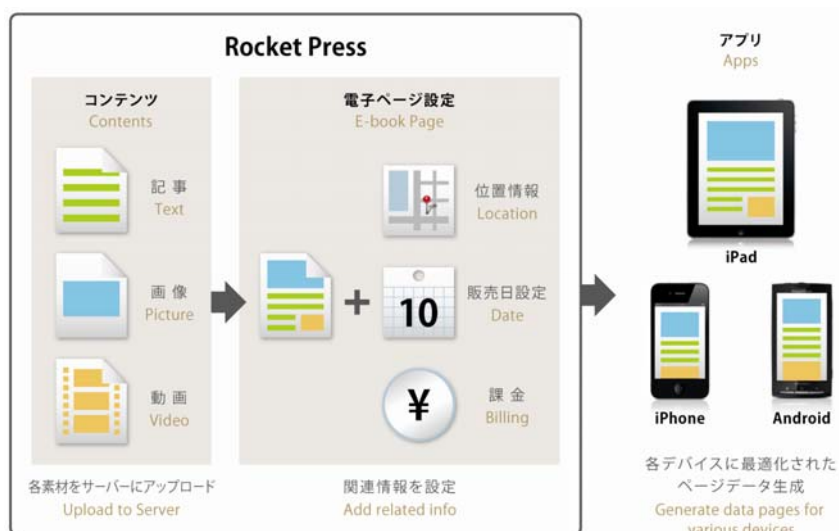 Rocket Press
コンテンツ
Contents
記事
Text
画像
Picture
動画
Video
各素材をサーバーにアップロード
Upload to Server
電子ページ設定
E-book Page
位置情報
Location
10
販売日設定
Date
¥
課金
Billing
関連情報を設定
Add related info
アプリ
Apps
iPad
iPhone
Android
各デバイスに最適化された
ページデータ生成
Generate data pages for
various devices